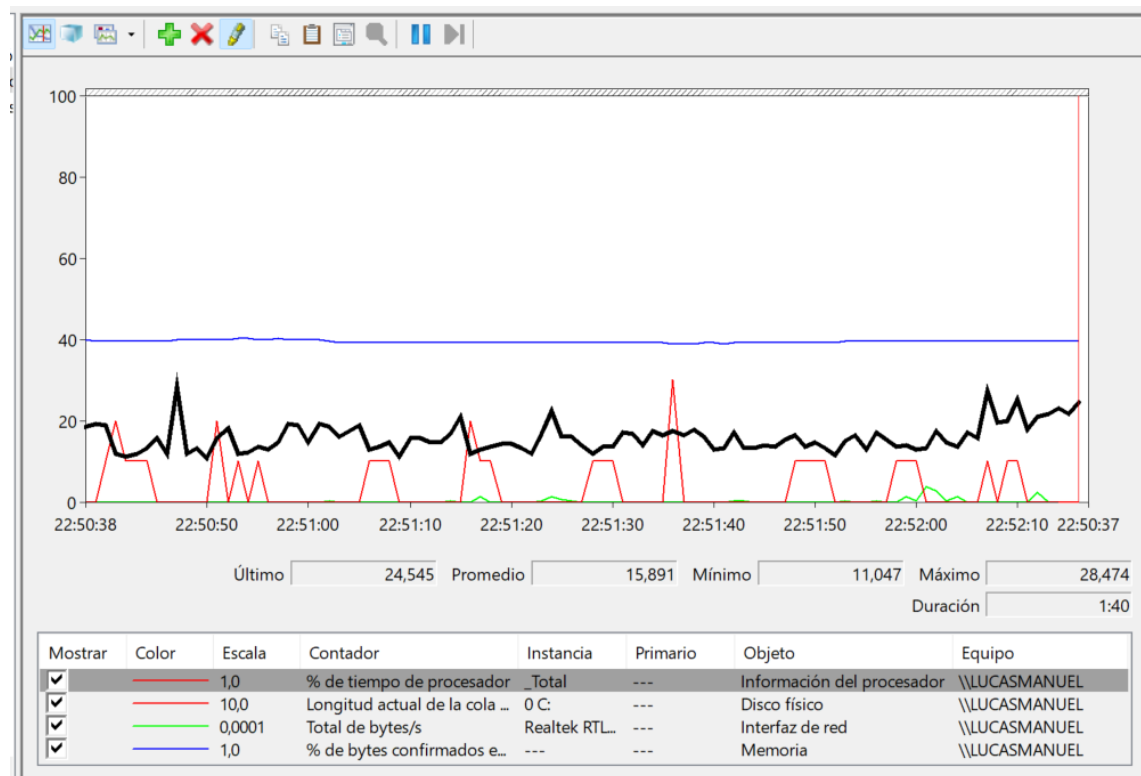 100
80
60
40
20
0
22:50:38 22:50:50 22:51:00 22:51:10 22:51:20 22:51:30 22:51:40 22:51:50 22:52:00 22:52:10 22:50:37
Último 24,545 Promedio 15,891 Mínimo 11,047 Máximo 28,474
Duración 1:40
Mostrar Color Escala Contador Instancia Primario Objeto Equipo
1,0 % de tiempo de procesador _Total --- Información del procesador \\LUCASMANUEL
10,0 Longitud actual de la cola ... 0 C: --- Disco físico \\LUCASMANUEL
0,0001 Total de bytes/s Realtek RTL... --- Interfaz de red \\LUCASMANUEL
1,0 % de bytes confirmados e... --- --- Memoria \\LUCASMANUEL